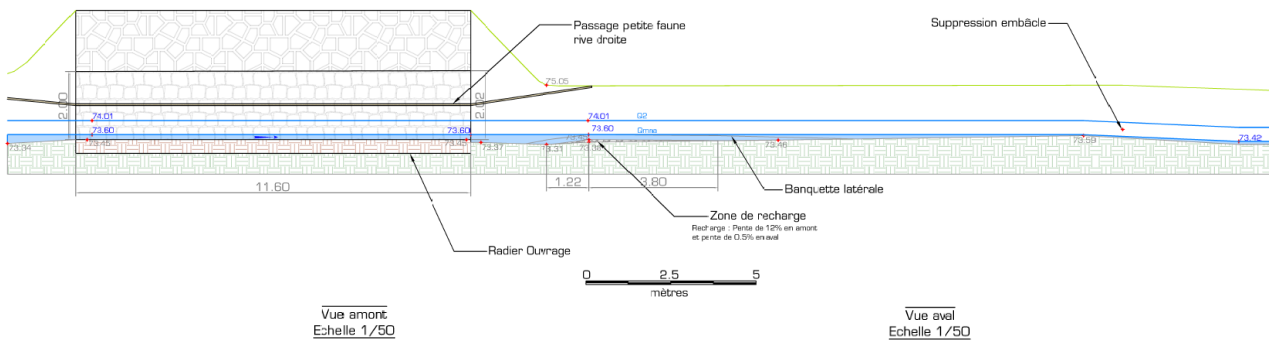 Passage petite faune
rive droite
Suppression embâcle
75.05
2.00
2.02
74.01
74.01
Q2
73.60
73.60
73.60
Qmna
73.34
73.45
73.37
73.31
73.46
73.59
73.42
11.60
1.22
3.80
Banquette latérale
Zone de recharge
Recharge : Pente de 12% en amont
et pente de 0.5% en aval
Radier Ouvrage
0 2.5 5
mètres
Vue amont
Echelle 1/50
Vue aval
Echelle 1/50